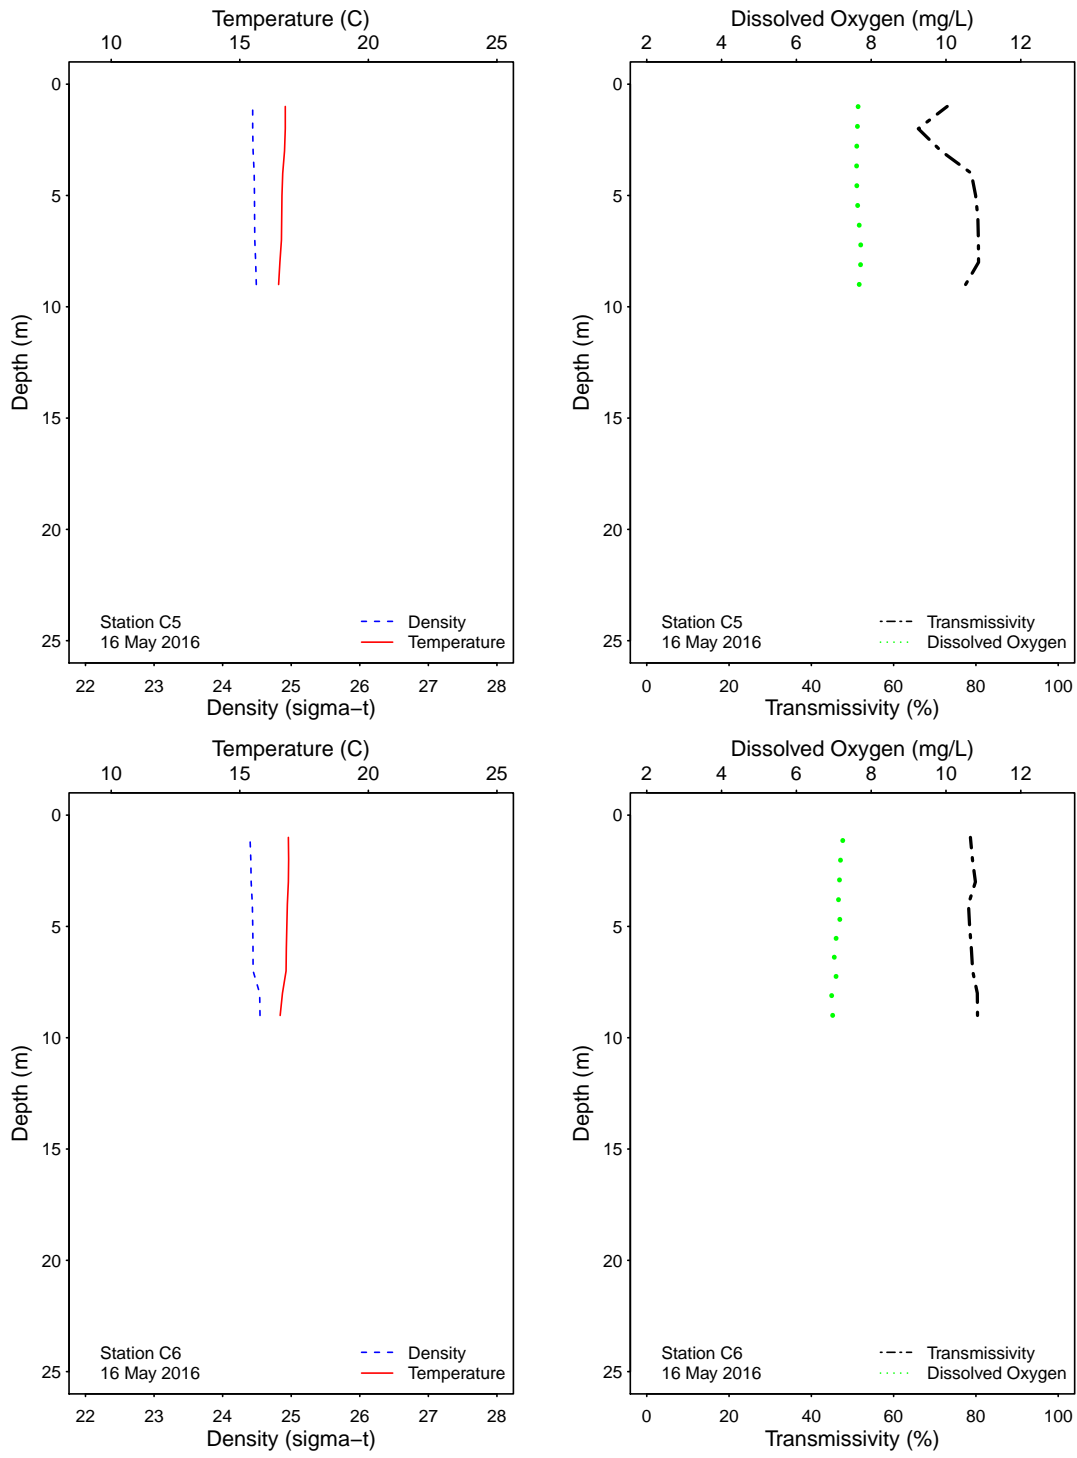 Temperature (C)
10 15 20 25
0
5
10
15
20
25
Depth (m)
Station C5
16 May 2016
Density
Temperature
22 23 24 25 26 27 28
Density (sigma−t)
Dissolved Oxygen (mg/L)
2 4 6 8 10 12
0
5
10
15
20
25
Depth (m)
Station C5
16 May 2016
Transmissivity
Dissolved Oxygen
0 20 40 60 80 100
Transmissivity (%)
Temperature (C)
10 15 20 25
0
5
10
15
20
25
Depth (m)
Station C6
16 May 2016
Density
Temperature
22 23 24 25 26 27 28
Density (sigma−t)
Dissolved Oxygen (mg/L)
2 4 6 8 10 12
0
5
10
15
20
25
Depth (m)
Station C6
16 May 2016
Transmissivity
Dissolved Oxygen
0 20 40 60 80 100
Transmissivity (%)